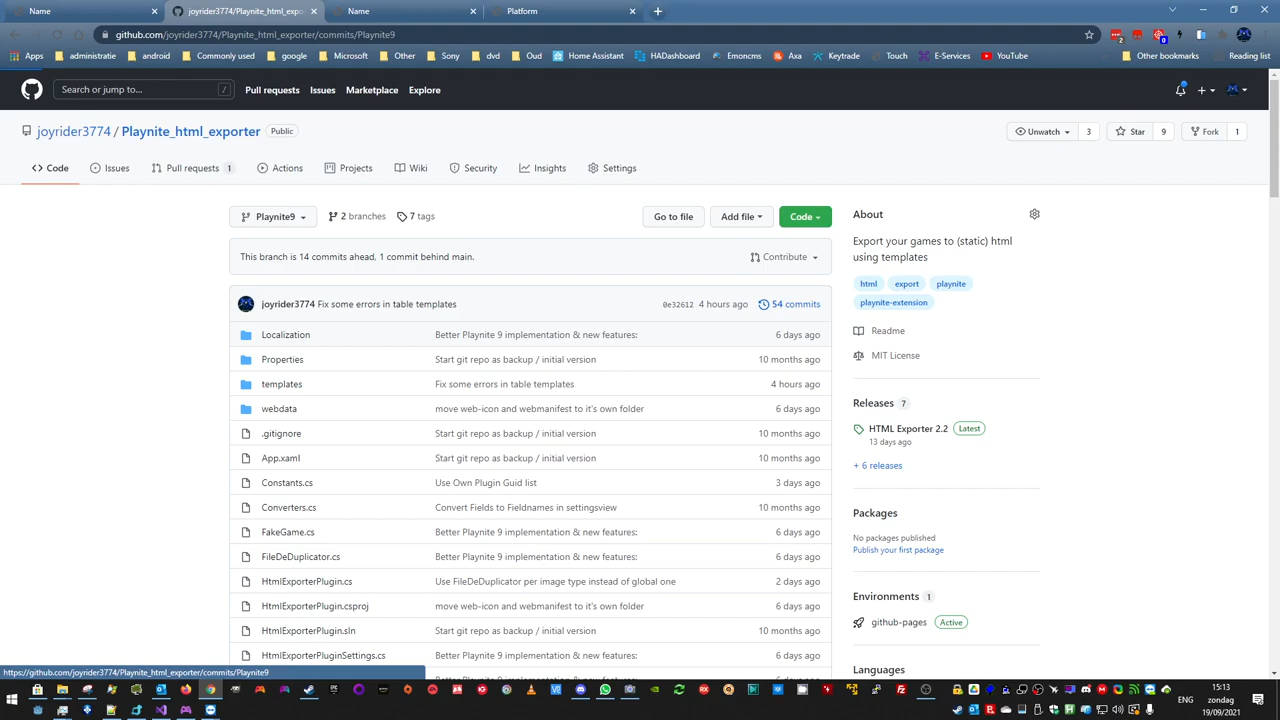 Name
joyrider3774/Playnite_html_expo
Name
Platform
github.com/joyrider3774/Playnite_html_exporter/commits/Playnite9
Apps administratie android Commonly used google Microsoft Other Sony dvd Oud Home Assistant HADashboard Emoncms Axa Keytrade Touch E-Services YouTube Other bookmarks Reading list
Search or jump to... / Pull requests Issues Marketplace Explore
joyrider3774 / Playnite_html_exporter Public
Unwatch 3 Star 9 Fork 1
Code Issues Pull requests 1 Actions Projects Wiki Security Insights Settings
Playnite9 2 branches 7 tags Go to file Add file Code
This branch is 14 commits ahead, 1 commit behind main. Contribute
joyrider3774 Fix some errors in table templates 0e32612 4 hours ago 54 commits
Localization Better Playnite 9 implementation & new features: 6 days ago
Properties Start git repo as backup / initial version 10 months ago
templates Fix some errors in table templates 4 hours ago
webdata move web-icon and webmanifest to it's own folder 6 days ago
.gitignore Start git repo as backup / initial version 10 months ago
App.xaml Start git repo as backup / initial version 10 months ago
Constants.cs Use Own Plugin Guid list 3 days ago
Converters.cs Convert Fields to Fieldnames in settingsview 10 months ago
FakeGame.cs Better Playnite 9 implementation & new features: 6 days ago
FileDeDuplicator.cs Better Playnite 9 implementation & new features: 6 days ago
HtmlExporterPlugin.cs Use FileDeDuplicator per image type instead of global one 2 days ago
HtmlExporterPlugin.csproj move web-icon and webmanifest to it's own folder 6 days ago
HtmlExporterPlugin.sln Start git repo as backup / initial version 10 months ago
HtmlExporterPluginSettings.cs Better Playnite 9 implementation & new features: 6 days ago
About
Export your games to (static) html
using templates
html export playnite
playnite-extension
Readme
MIT License
Releases 7
HTML Exporter 2.2 Latest
13 days ago
+ 6 releases
Packages
No packages published
Publish your first package
Environments 1
github-pages Active
Languages
https://github.com/joyrider3774/Playnite_html_exporter/commits/Playnite9
ENG
15:13
zondag
19/09/2021